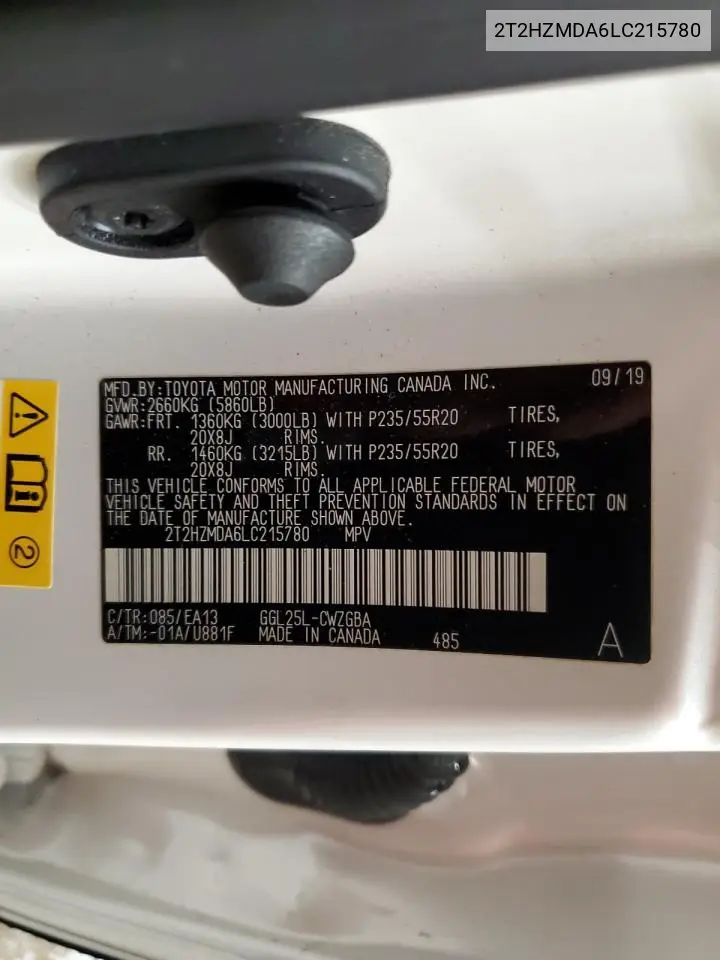 2T2HZMDA6LC215780
MFD.BY:TOYOTA MOTOR MANUFACTURING CANADA INC. 09/19
GVWR:2660KG (5860LB)
GAWR:FRT. 1360KG (3000LB) WITH P235/55R20 TIRES,
20X8J RIMS.
RR. 1460KG (3215LB) WITH P235/55R20 TIRES,
20X8J RIMS.
THIS VEHICLE CONFORMS TO ALL APPLICABLE FEDERAL MOTOR
VEHICLE SAFETY AND THEFT PREVENTION STANDARDS IN EFFECT ON
THE DATE OF MANUFACTURE SHOWN ABOVE.
2T2HZMDA6LC215780 MPV
C/TR:085/EA13 GGL25L-CWZGBA
A/TM:-01A/U881F MADE IN CANADA 485 A
2